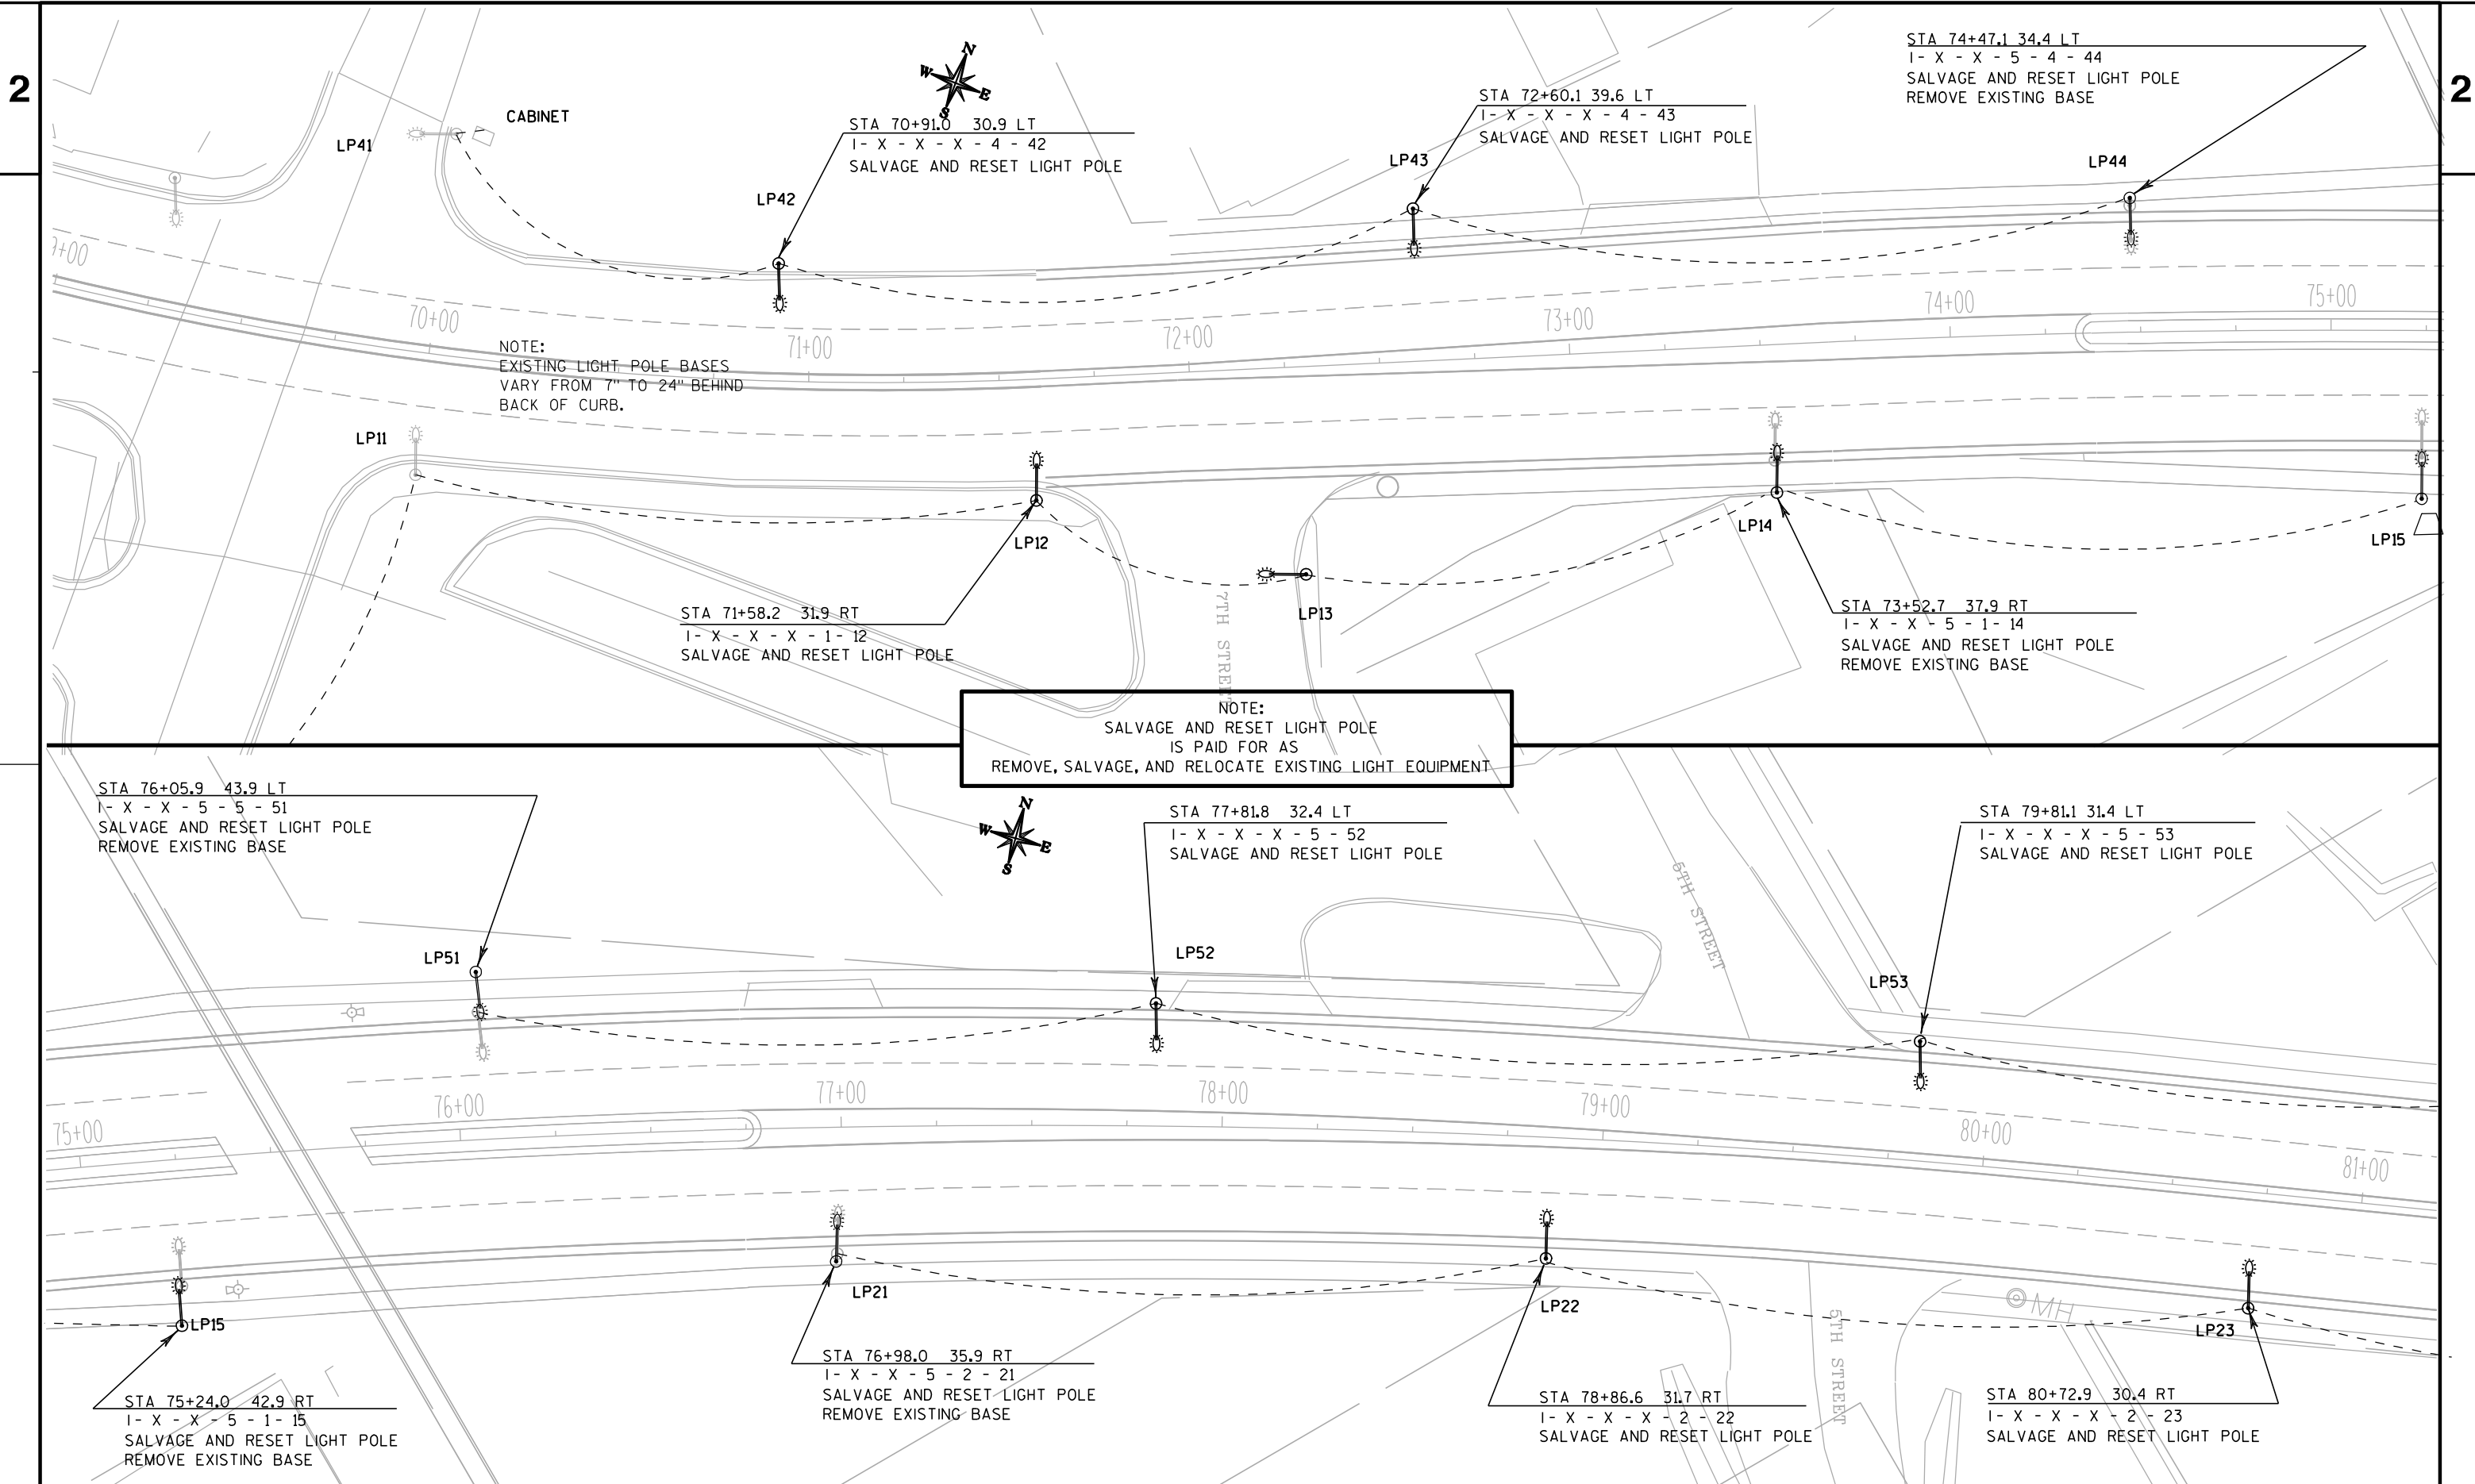 2
2
N
W
E
S
STA 74+47.1 34.4 LT
I- X - X - 5 - 4 - 44
SALVAGE AND RESET LIGHT POLE
REMOVE EXISTING BASE
CABINET
LP41
STA 70+91.0 30.9 LT
I- X - X - X - 4 - 42
SALVAGE AND RESET LIGHT POLE
STA 72+60.1 39.6 LT
I- X - X - X - 4 - 43
SALVAGE AND RESET LIGHT POLE
LP42
LP43
LP44
9+00
70+00
71+00
72+00
73+00
74+00
75+00
NOTE:
EXISTING LIGHT POLE BASES
VARY FROM 7" TO 24" BEHIND
BACK OF CURB.
LP11
LP12
LP13
LP14
LP15
7TH STREET
STA 71+58.2 31.9 RT
I- X - X - X - 1 - 12
SALVAGE AND RESET LIGHT POLE
STA 73+52.7 37.9 RT
I- X - X - 5 - 1 - 14
SALVAGE AND RESET LIGHT POLE
REMOVE EXISTING BASE
NOTE:
SALVAGE AND RESET LIGHT POLE
IS PAID FOR AS
REMOVE, SALVAGE, AND RELOCATE EXISTING LIGHT EQUIPMENT
STA 76+05.9 43.9 LT
I- X - X - 5 - 5 - 51
SALVAGE AND RESET LIGHT POLE
REMOVE EXISTING BASE
N
W
E
S
STA 77+81.8 32.4 LT
I- X - X - X - 5 - 52
SALVAGE AND RESET LIGHT POLE
STA 79+81.1 31.4 LT
I- X - X - X - 5 - 53
SALVAGE AND RESET LIGHT POLE
5TH STREET
LP51
LP52
LP53
75+00
76+00
77+00
78+00
79+00
80+00
81+00
LP15
LP21
LP22
LP23
MH
5TH STREET
STA 75+24.0 42.9 RT
I- X - X - 5 - 1 - 15
SALVAGE AND RESET LIGHT POLE
REMOVE EXISTING BASE
STA 76+98.0 35.9 RT
I- X - X - 5 - 2 - 21
SALVAGE AND RESET LIGHT POLE
REMOVE EXISTING BASE
STA 78+86.6 31.7 RT
I- X - X - X - 2 - 22
SALVAGE AND RESET LIGHT POLE
STA 80+72.9 30.4 RT
I- X - X - X - 2 - 23
SALVAGE AND RESET LIGHT POLE